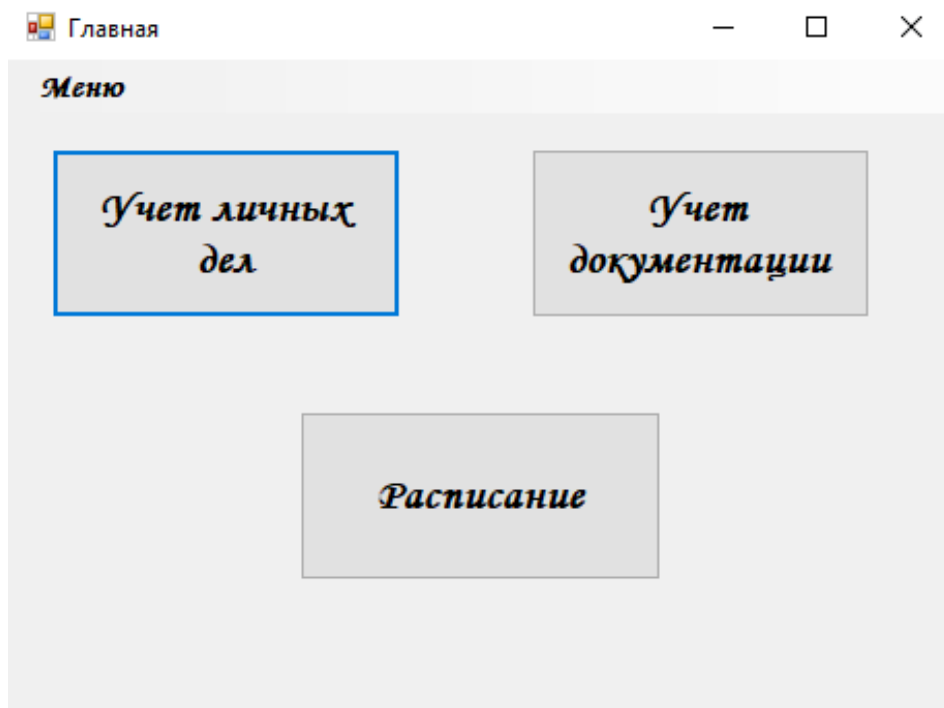 Главная
Меню
Учет личных
дел
Учет
документации
Расписание